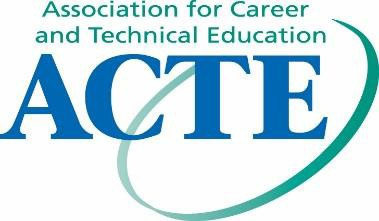 Association for Career
and Technical Education
ACTE